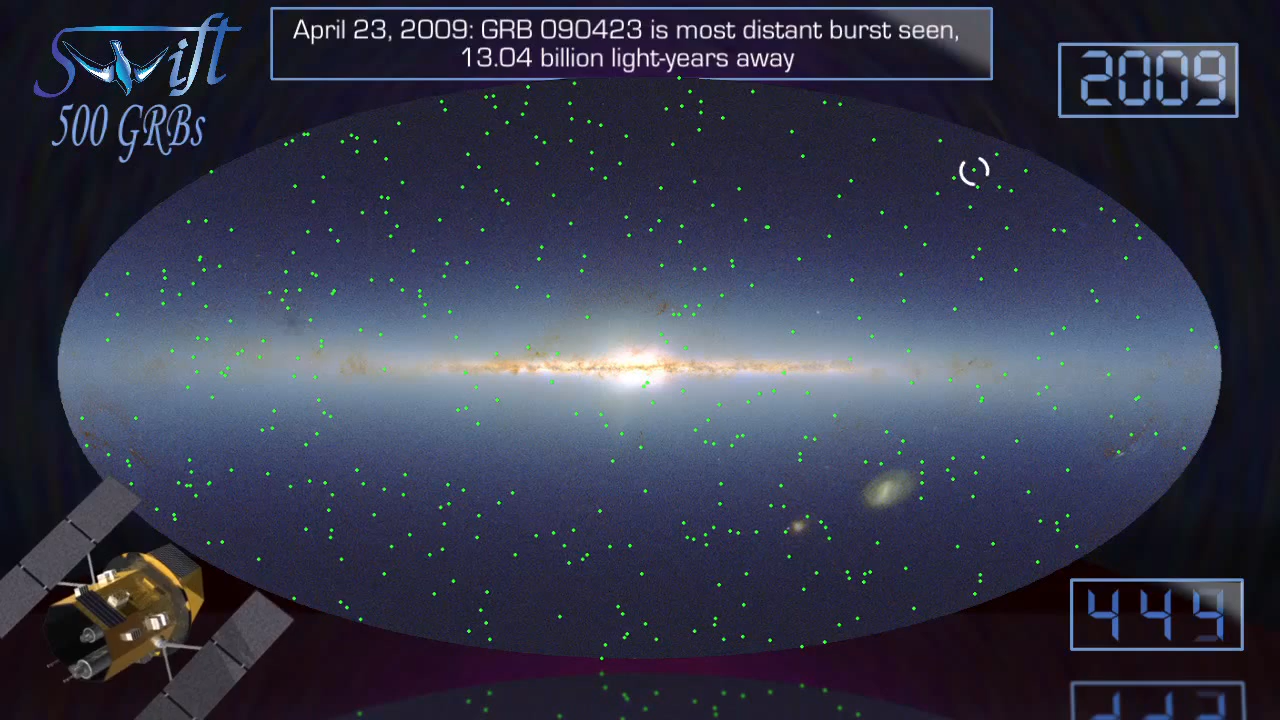 Swift
500 GRBs
April 23, 2009: GRB 090423 is most distant burst seen,
13.04 billion light-years away
2009
449